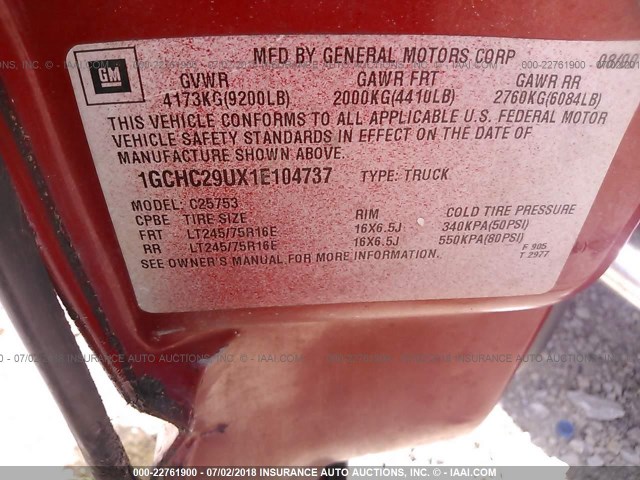 GM
MFD BY GENERAL MOTORS CORP 08/00
GVWR GAWR FRT GAWR RR
4173KG(9200LB) 2000KG(4410LB) 2760KG(6084LB)
THIS VEHICLE CONFORMS TO ALL APPLICABLE U.S. FEDERAL MOTOR
VEHICLE SAFETY STANDARDS IN EFFECT ON THE DATE OF
MANUFACTURE SHOWN ABOVE.
1GCHC29UX1E104737 TYPE: TRUCK
MODEL: C25753
CPBE TIRE SIZE RIM COLD TIRE PRESSURE
FRT LT245/75R16E 16X6.5J 340KPA(50PSI)
RR LT245/75R16E 16X6.5J 550KPA(80PSI)
SEE OWNER'S MANUAL FOR MORE INFORMATION.
F 905
T 2977
000-22761900 - 07/02/2018 INSURANCE AUTO AUCTIONS, INC. - © - IAAI.COM